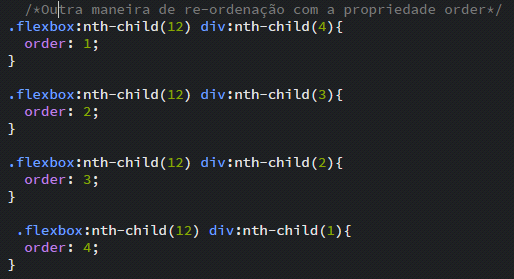 /*Outra maneira de re-ordenação com a propriedade order*/
.flexbox:nth-child(12) div:nth-child(4){
order: 1;
}
.flexbox:nth-child(12) div:nth-child(3){
order: 2;
}
.flexbox:nth-child(12) div:nth-child(2){
order: 3;
}
.flexbox:nth-child(12) div:nth-child(1){
order: 4;
}